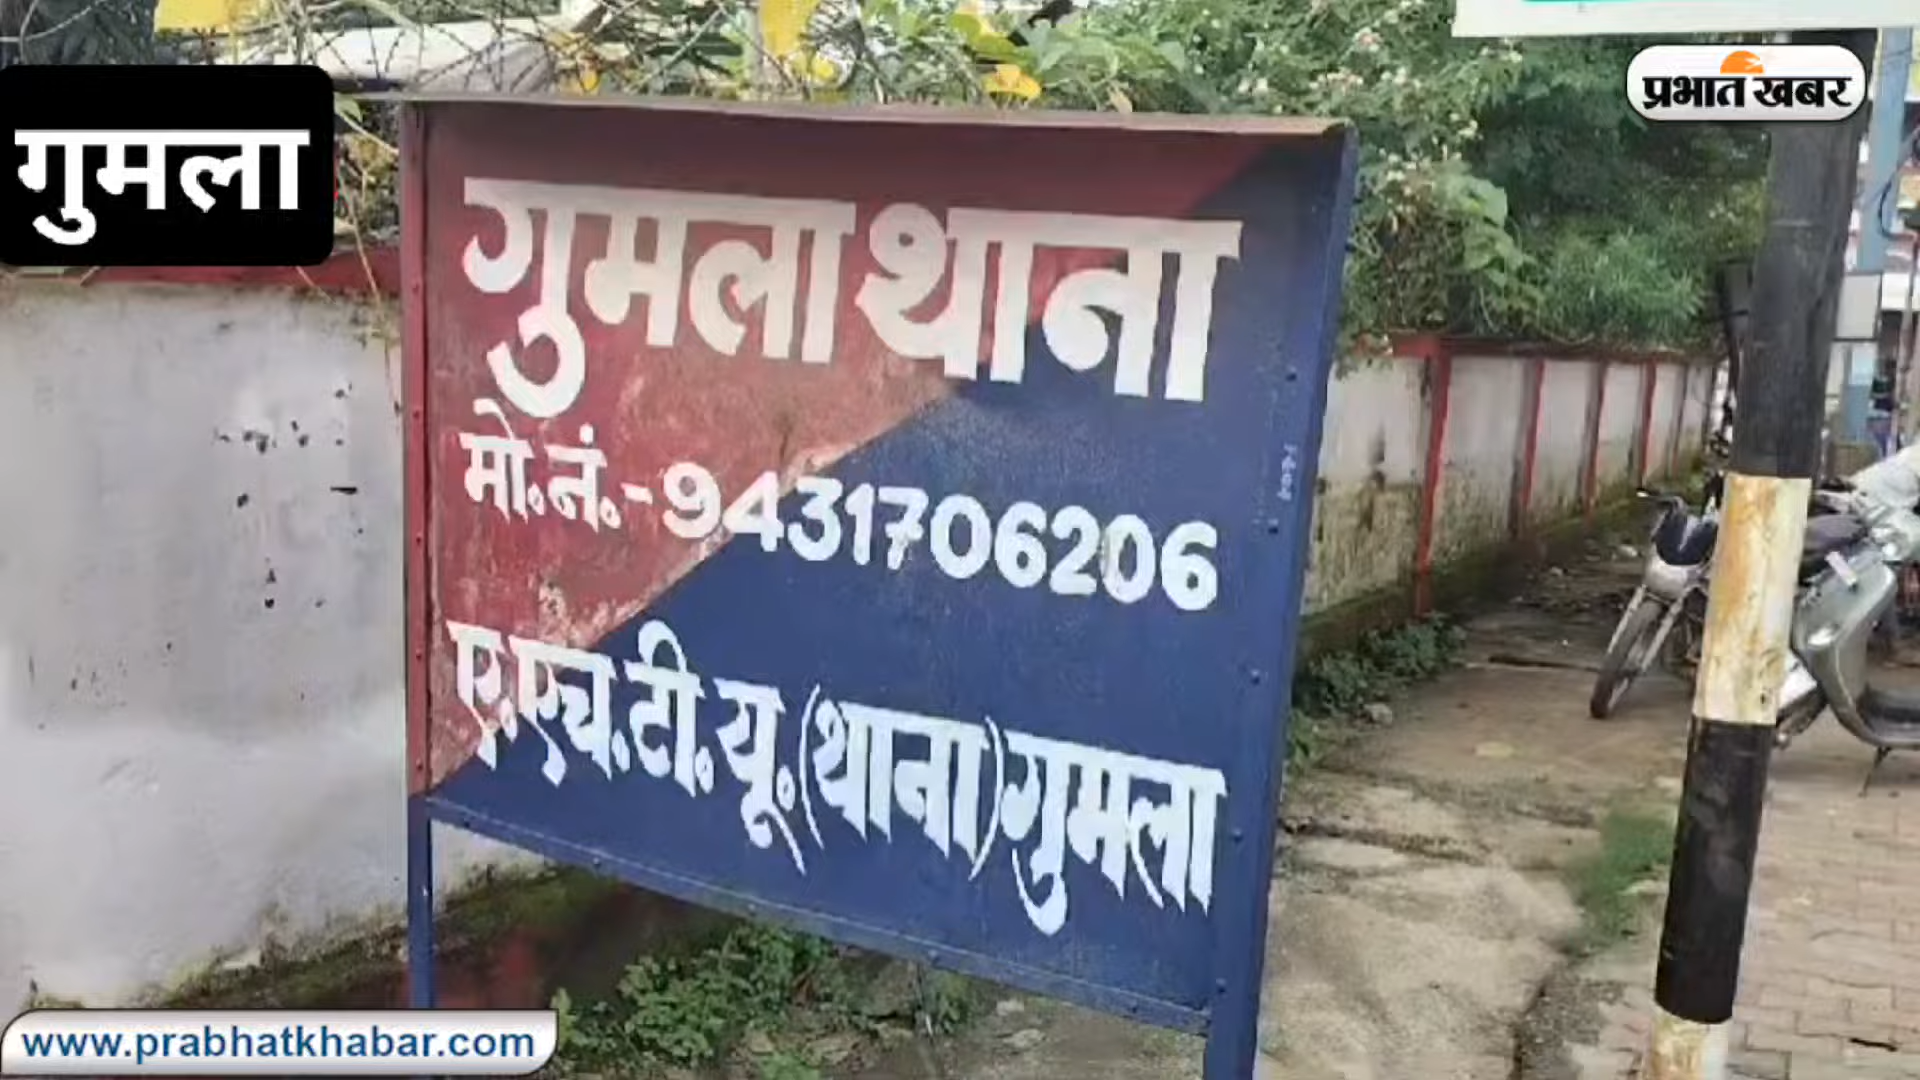 गुमला
प्रभात खबर
गुमला थाना
मो.नं.-9431706206
ए.एच.टी.यू.(थाना)गुमला
www.prabhatkhabar.com